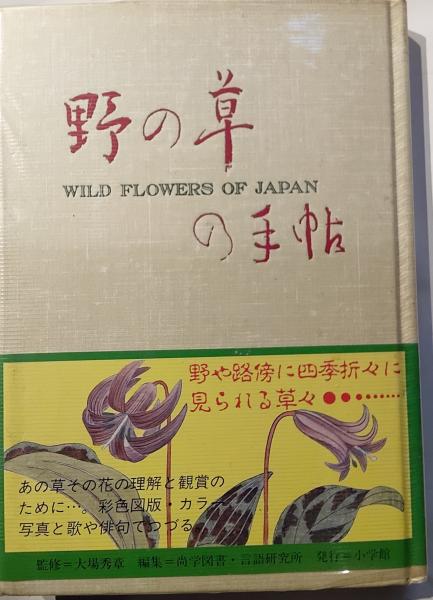 野の草
WILD FLOWERS OF JAPAN
の手帖
野や路傍に四季折々に
見られる草々●●●………
あの草その花の理解と観賞の
ために…。彩色図版・カラー
写真と歌や俳句でつづる。
監修＝大場秀章 編集＝尚学図書・言語研究所 発行＝小学館